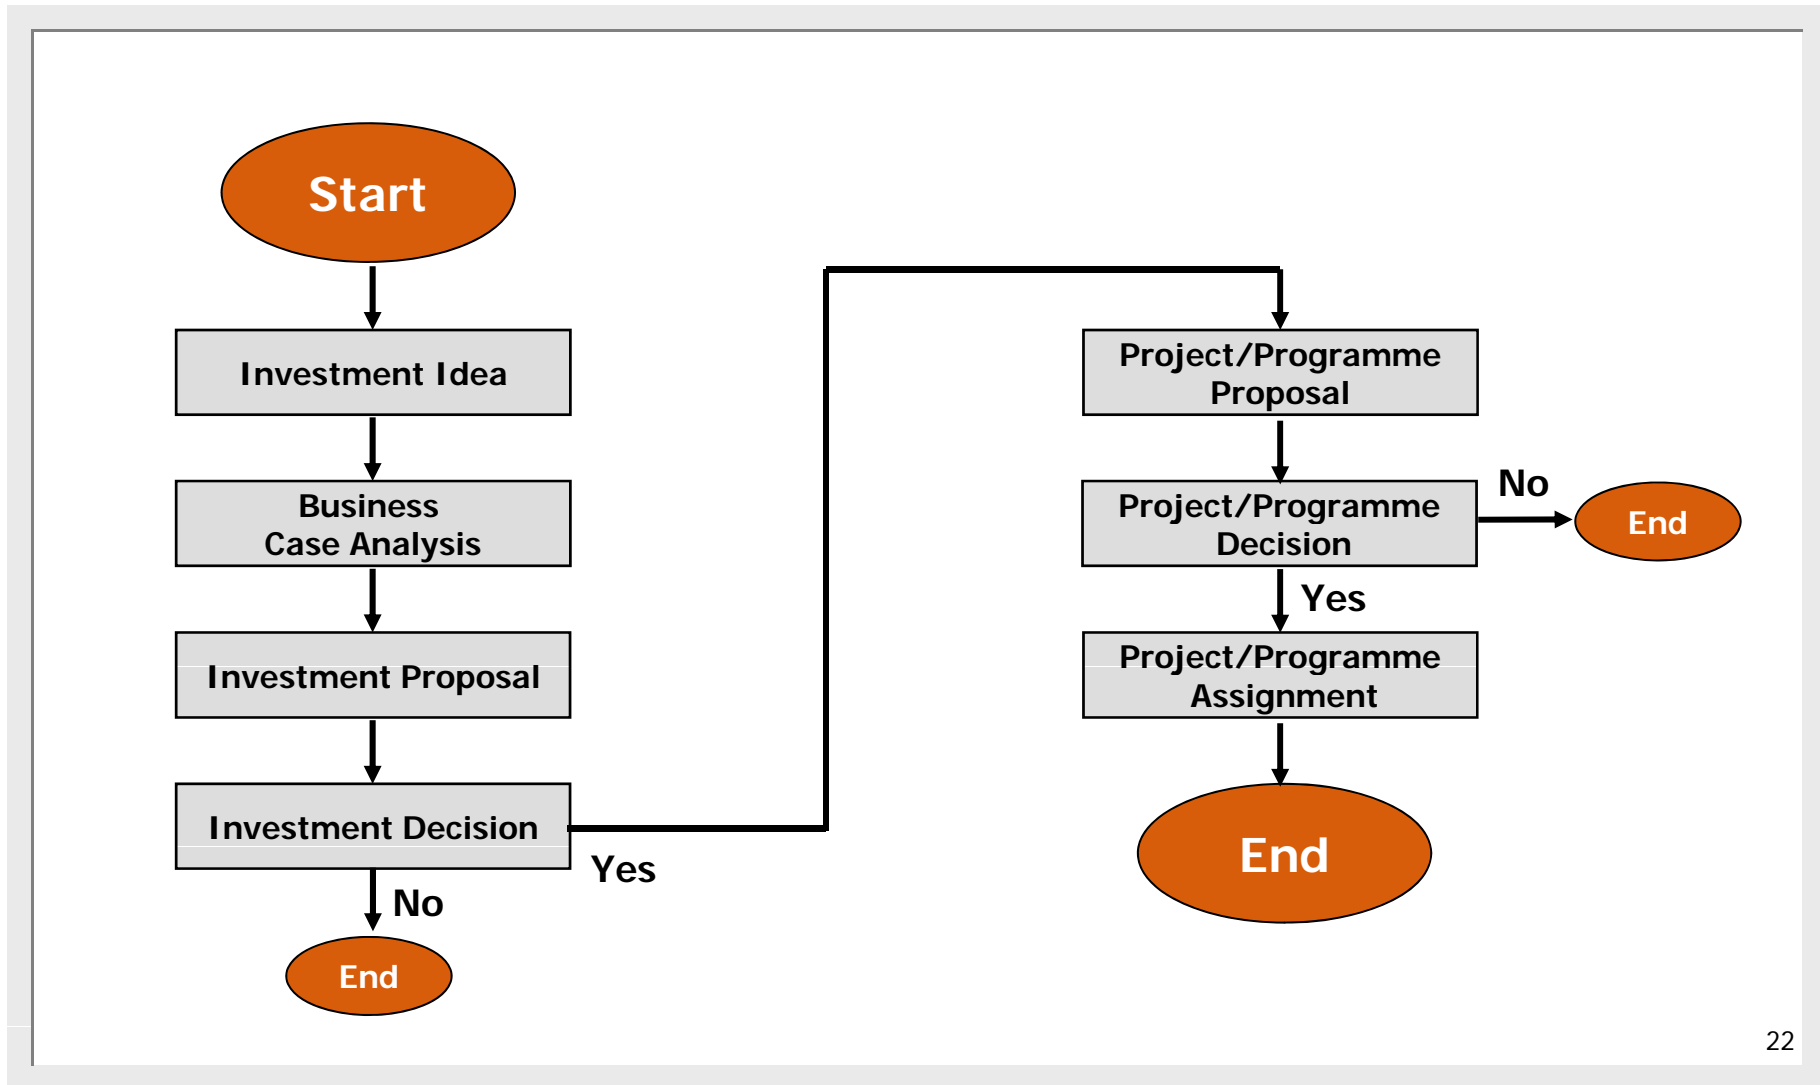 Start
Investment Idea
Business
Case Analysis
Investment Proposal
Investment Decision
Yes
No
End
Project/Programme
Proposal
Project/Programme
Decision
No
End
Yes
Project/Programme
Assignment
End
22